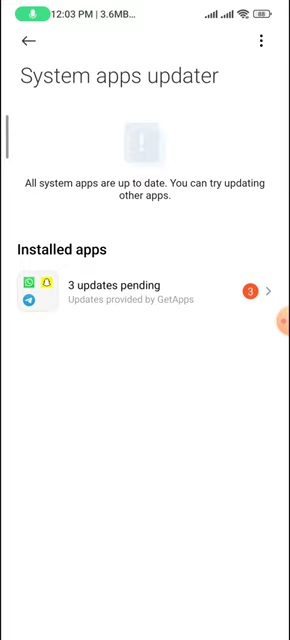 12:03 PM | 3.6MB...
88
System apps updater
All system apps are up to date. You can try updating
other apps.
Installed apps
3 updates pending
Updates provided by GetApps
3